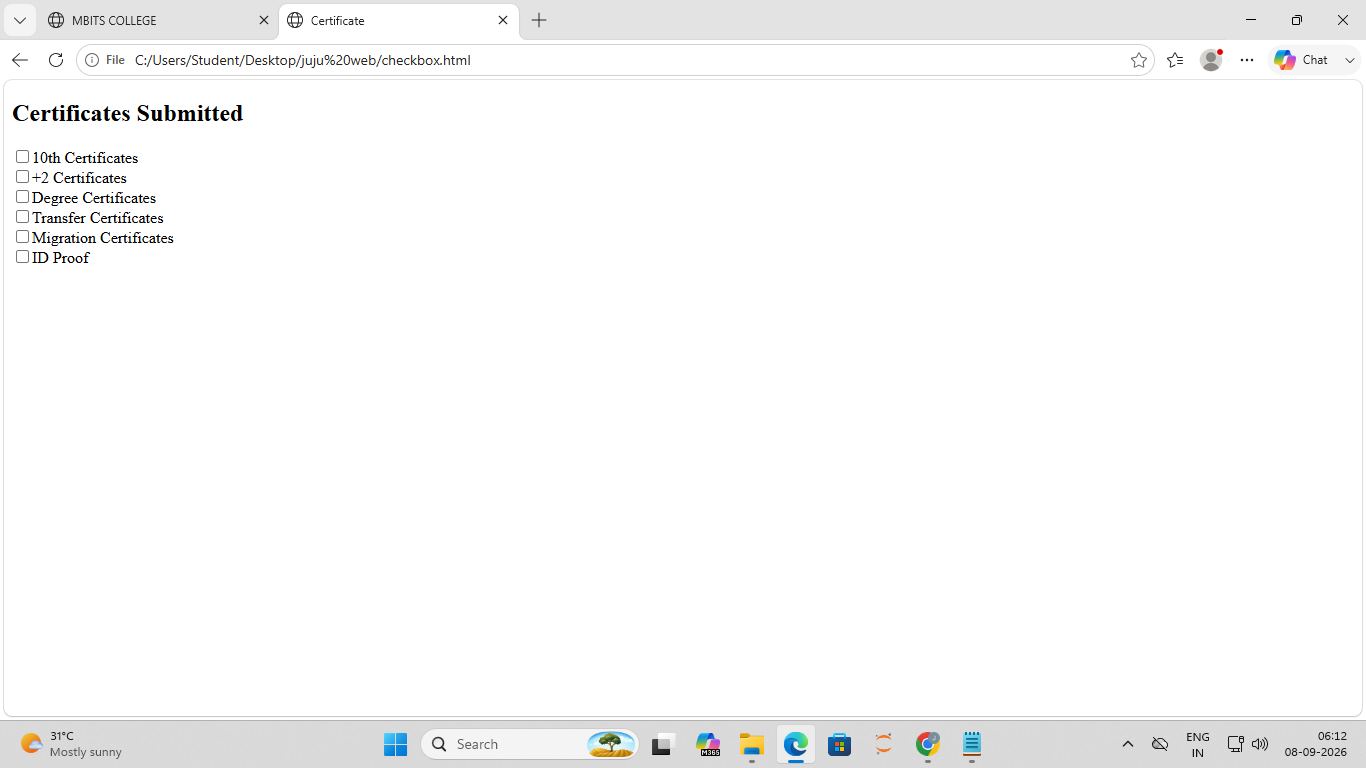 MBITS COLLEGE
Certificate
File C:/Users/Student/Desktop/juju%20web/checkbox.html
Chat
Certificates Submitted
10th Certificates
+2 Certificates
Degree Certificates
Transfer Certificates
Migration Certificates
ID Proof
31°C
Mostly sunny
Search
M365
ENG
IN
06:12
08-09-2026